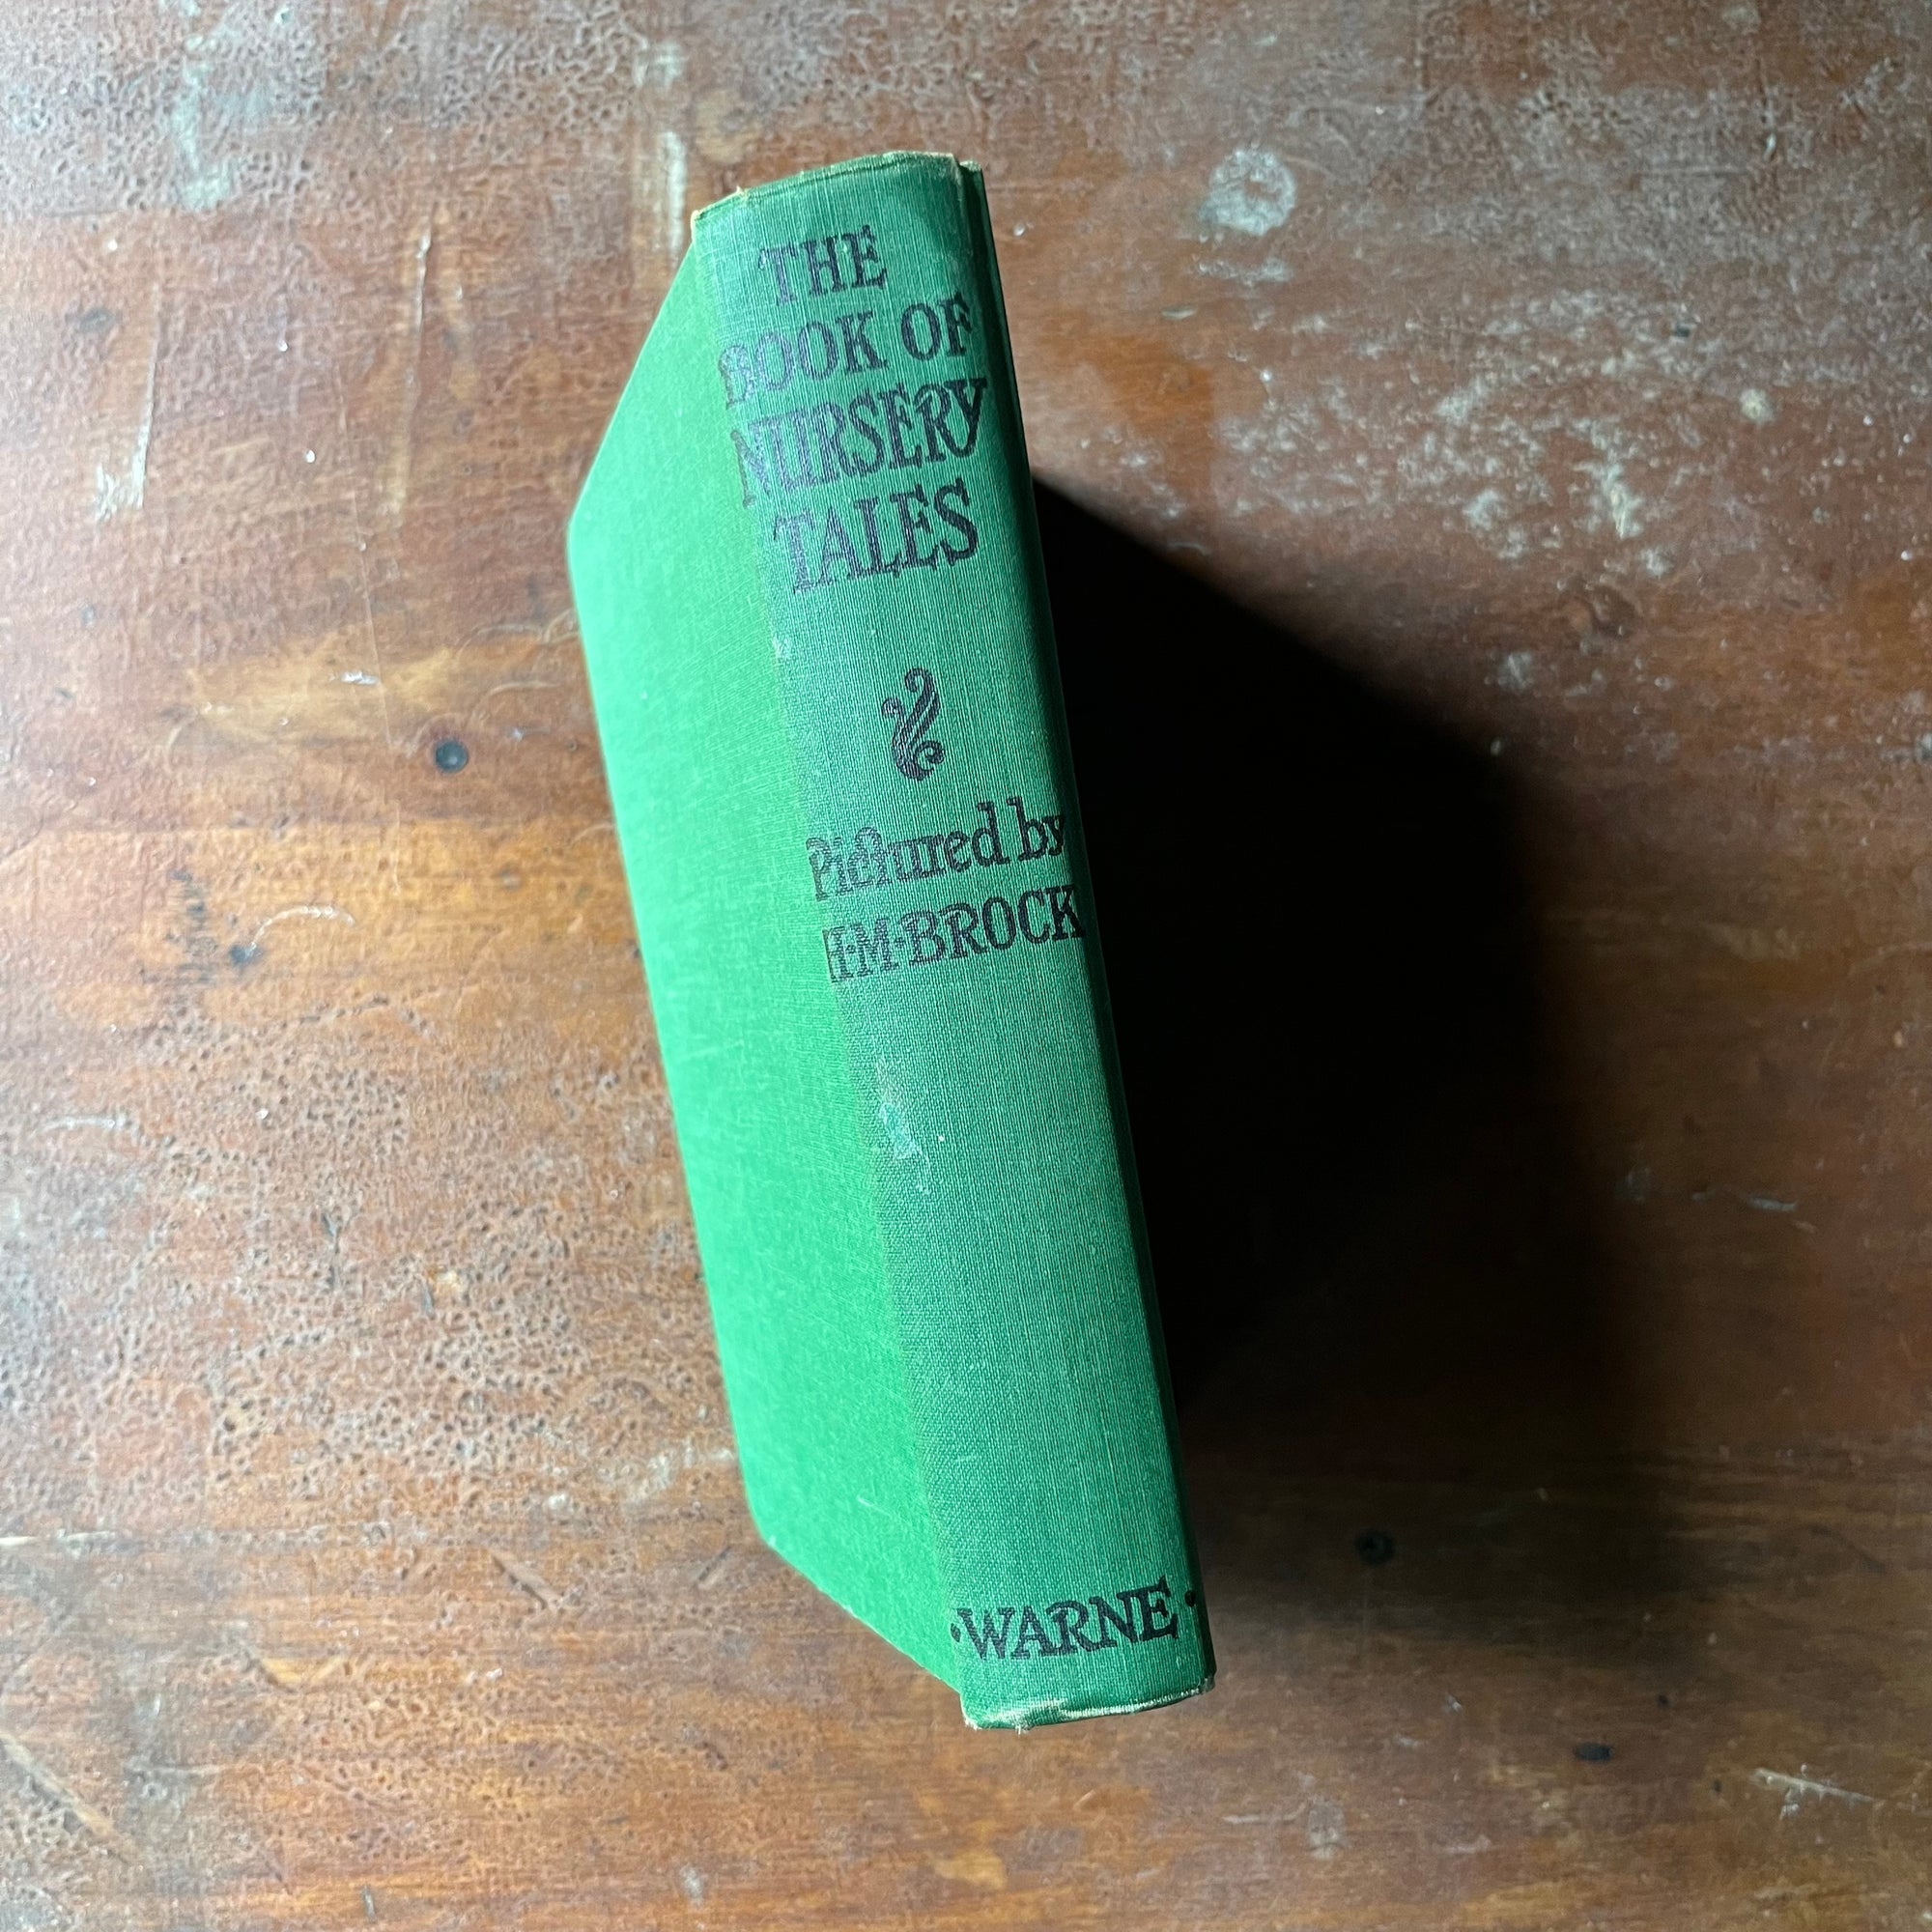 THE
BOOK OF
NURSERY
TALES
Pictured by
H·M·BROCK
·WARNE·